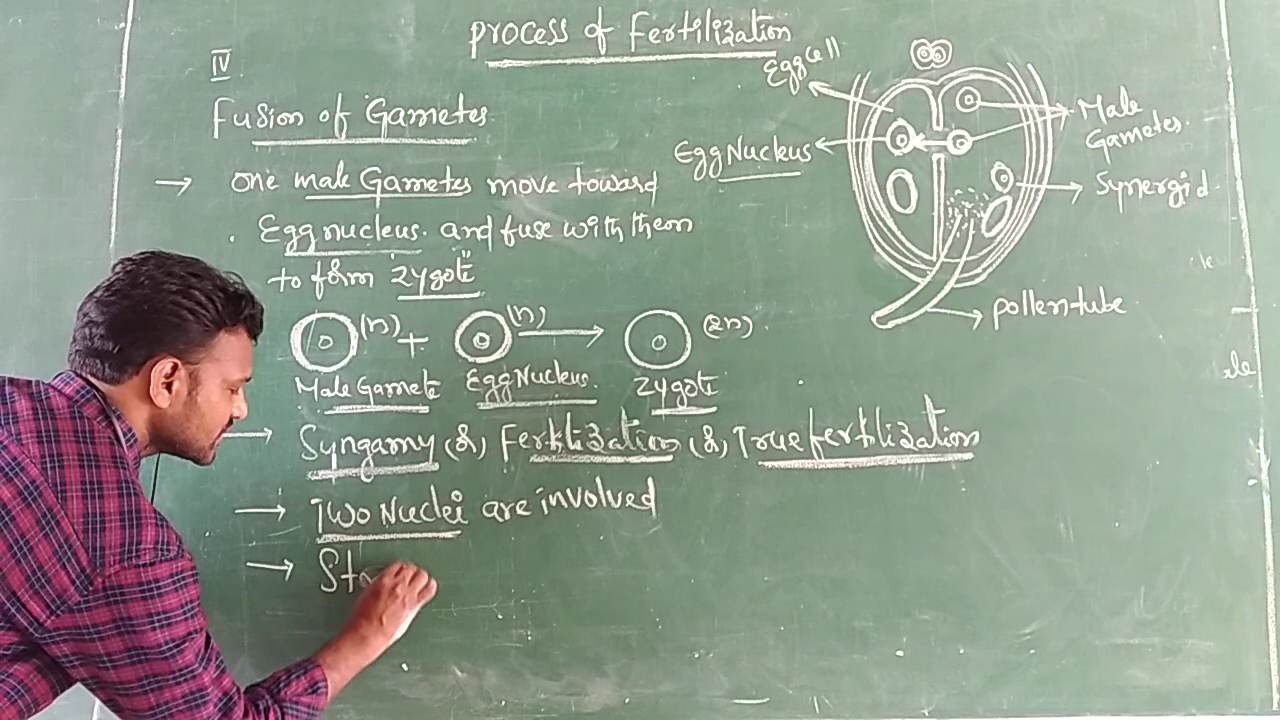 process of Fertilization
IV
Fusion of Gametes
→ one male Gametes move toward
Egg nucleus. and fuse with them
to form "zygote"
(n) + (n) → (2n)
Male Gamete Egg Nucleus. zygote
→ Syngamy (&) Fertilization (&) True fertilization
→ Two Nuclei are involved
→ St
Egg cell
Egg Nucleus
Male
Gametes.
Synergid.
pollen tube